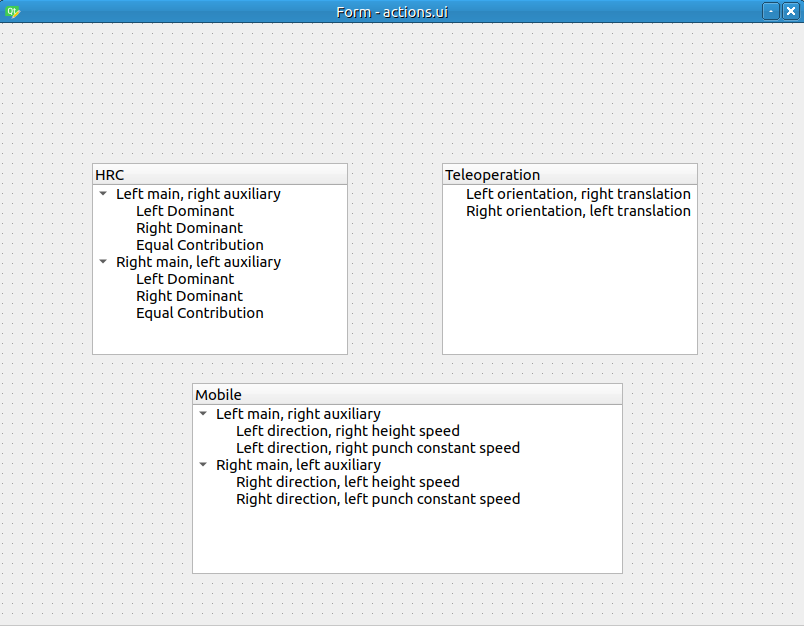 Form - actions.ui
HRC
Left main, right auxiliary
Left Dominant
Right Dominant
Equal Contribution
Right main, left auxiliary
Left Dominant
Right Dominant
Equal Contribution
Teleoperation
Left orientation, right translation
Right orientation, left translation
Mobile
Left main, right auxiliary
Left direction, right height speed
Left direction, right punch constant speed
Right main, left auxiliary
Right direction, left height speed
Right direction, left punch constant speed